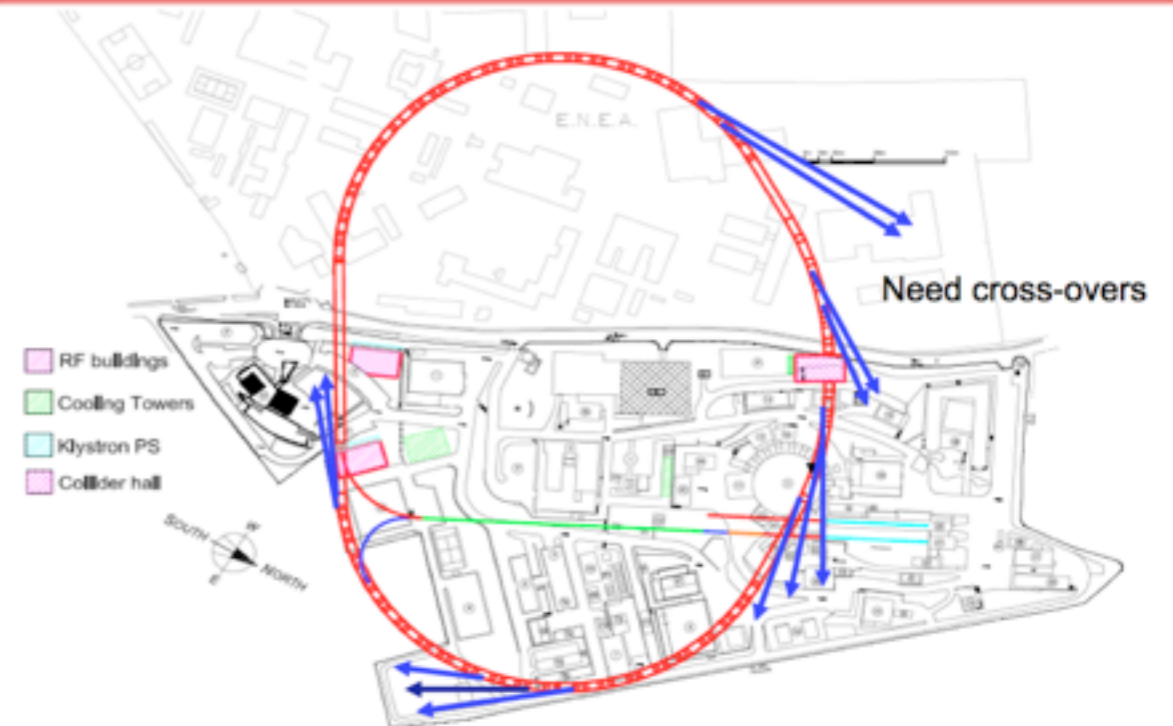 E.N.E.A.
Need cross-overs
RF buildings
Cooling Towers
Klystron PS
Collider hall
SOUTH
W
E
NORTH